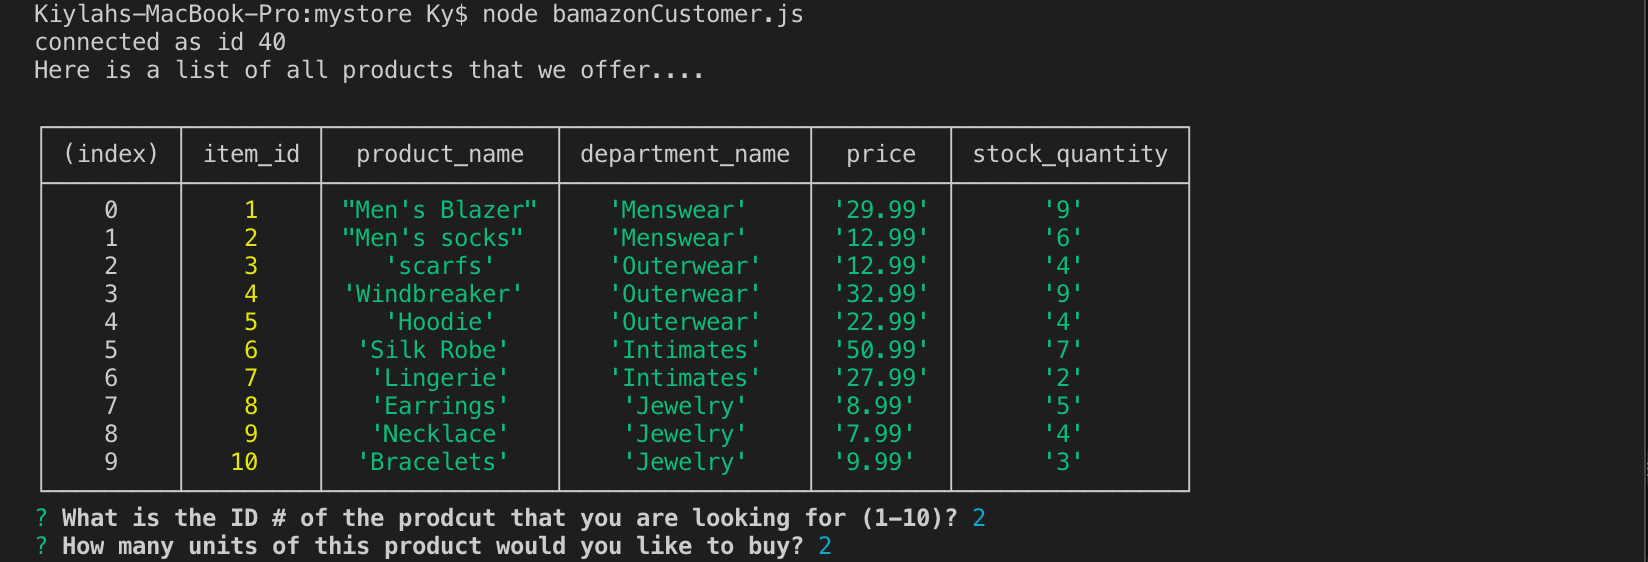 Kiylahs-MacBook-Pro:mystore Ky$ node bamazonCustomer.js
connected as id 40
Here is a list of all products that we offer....
(index) item_id product_name department_name price stock_quantity
0 1 "Men's Blazer" 'Menswear' '29.99' '9'
1 2 "Men's socks" 'Menswear' '12.99' '6'
2 3 'scarfs' 'Outerwear' '12.99' '4'
3 4 'Windbreaker' 'Outerwear' '32.99' '9'
4 5 'Hoodie' 'Outerwear' '22.99' '4'
5 6 'Silk Robe' 'Intimates' '50.99' '7'
6 7 'Lingerie' 'Intimates' '27.99' '2'
7 8 'Earrings' 'Jewelry' '8.99' '5'
8 9 'Necklace' 'Jewelry' '7.99' '4'
9 10 'Bracelets' 'Jewelry' '9.99' '3'
? What is the ID # of the prodcut that you are looking for (1-10)? 2
? How many units of this product would you like to buy? 2